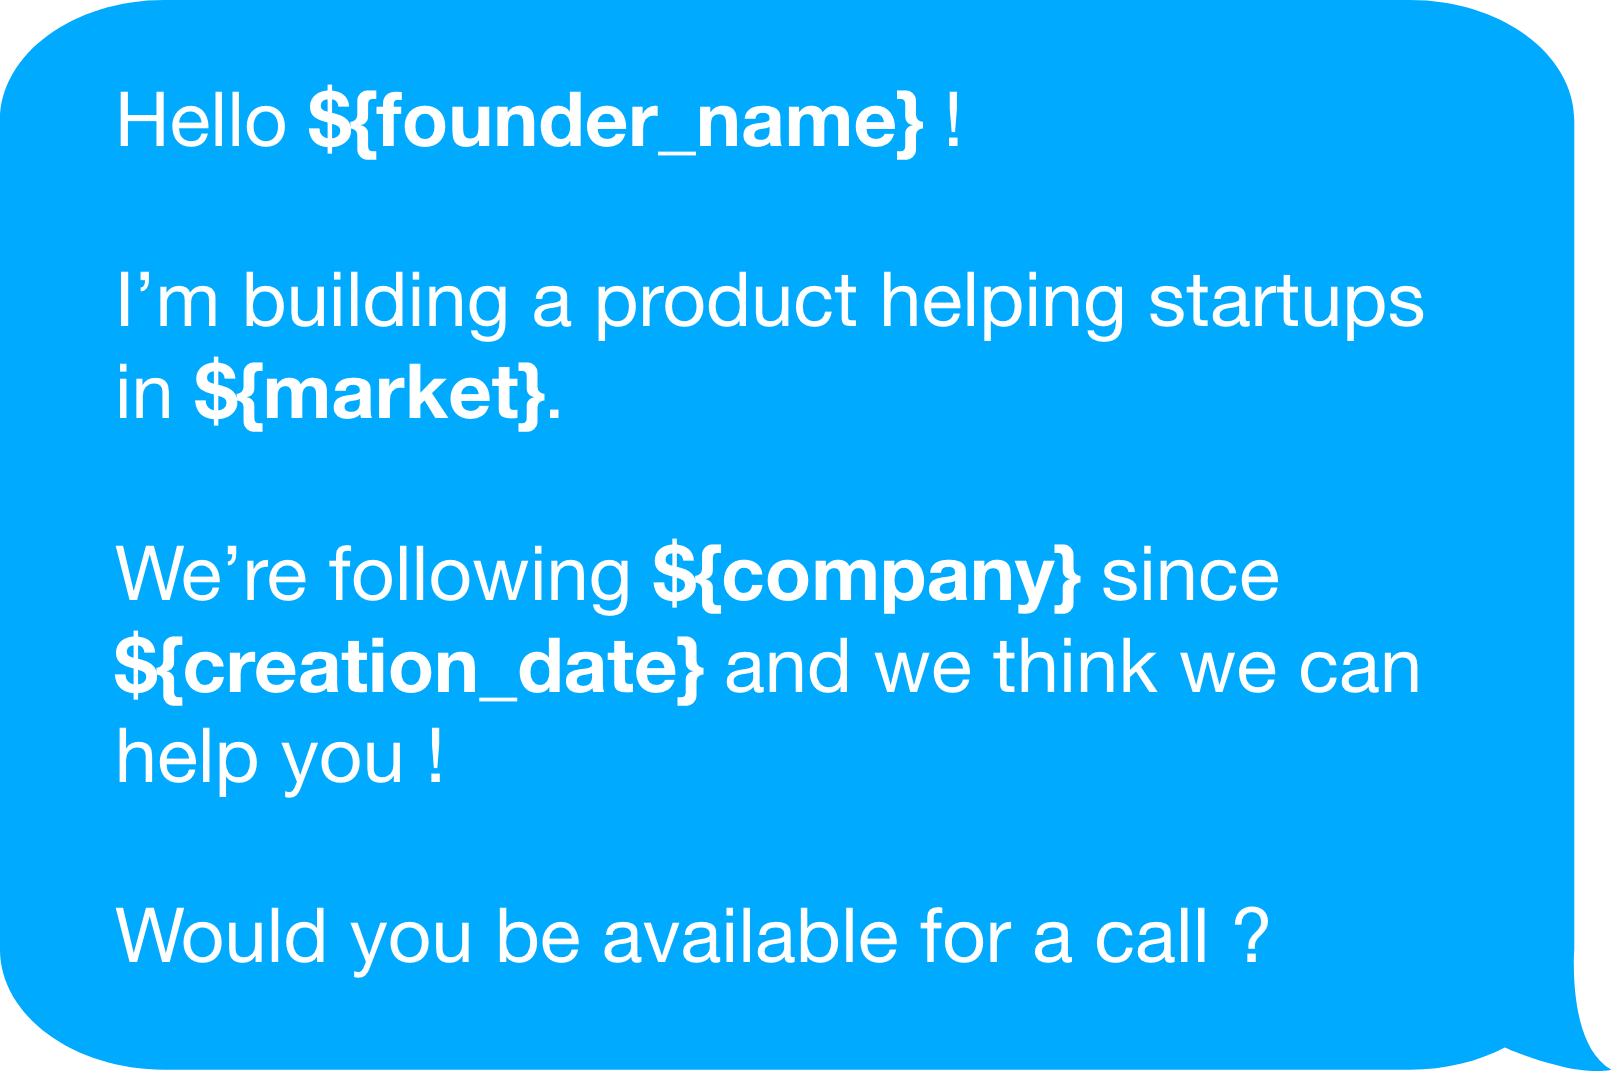 Hello ${founder_name} !
I’m building a product helping startups
in ${market}.
We’re following ${company} since
${creation_date} and we think we can
help you !
Would you be available for a call ?